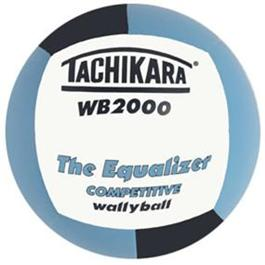 TACHIKARA
WB2000
The Equalizer
COMPETITIVE
wallyball